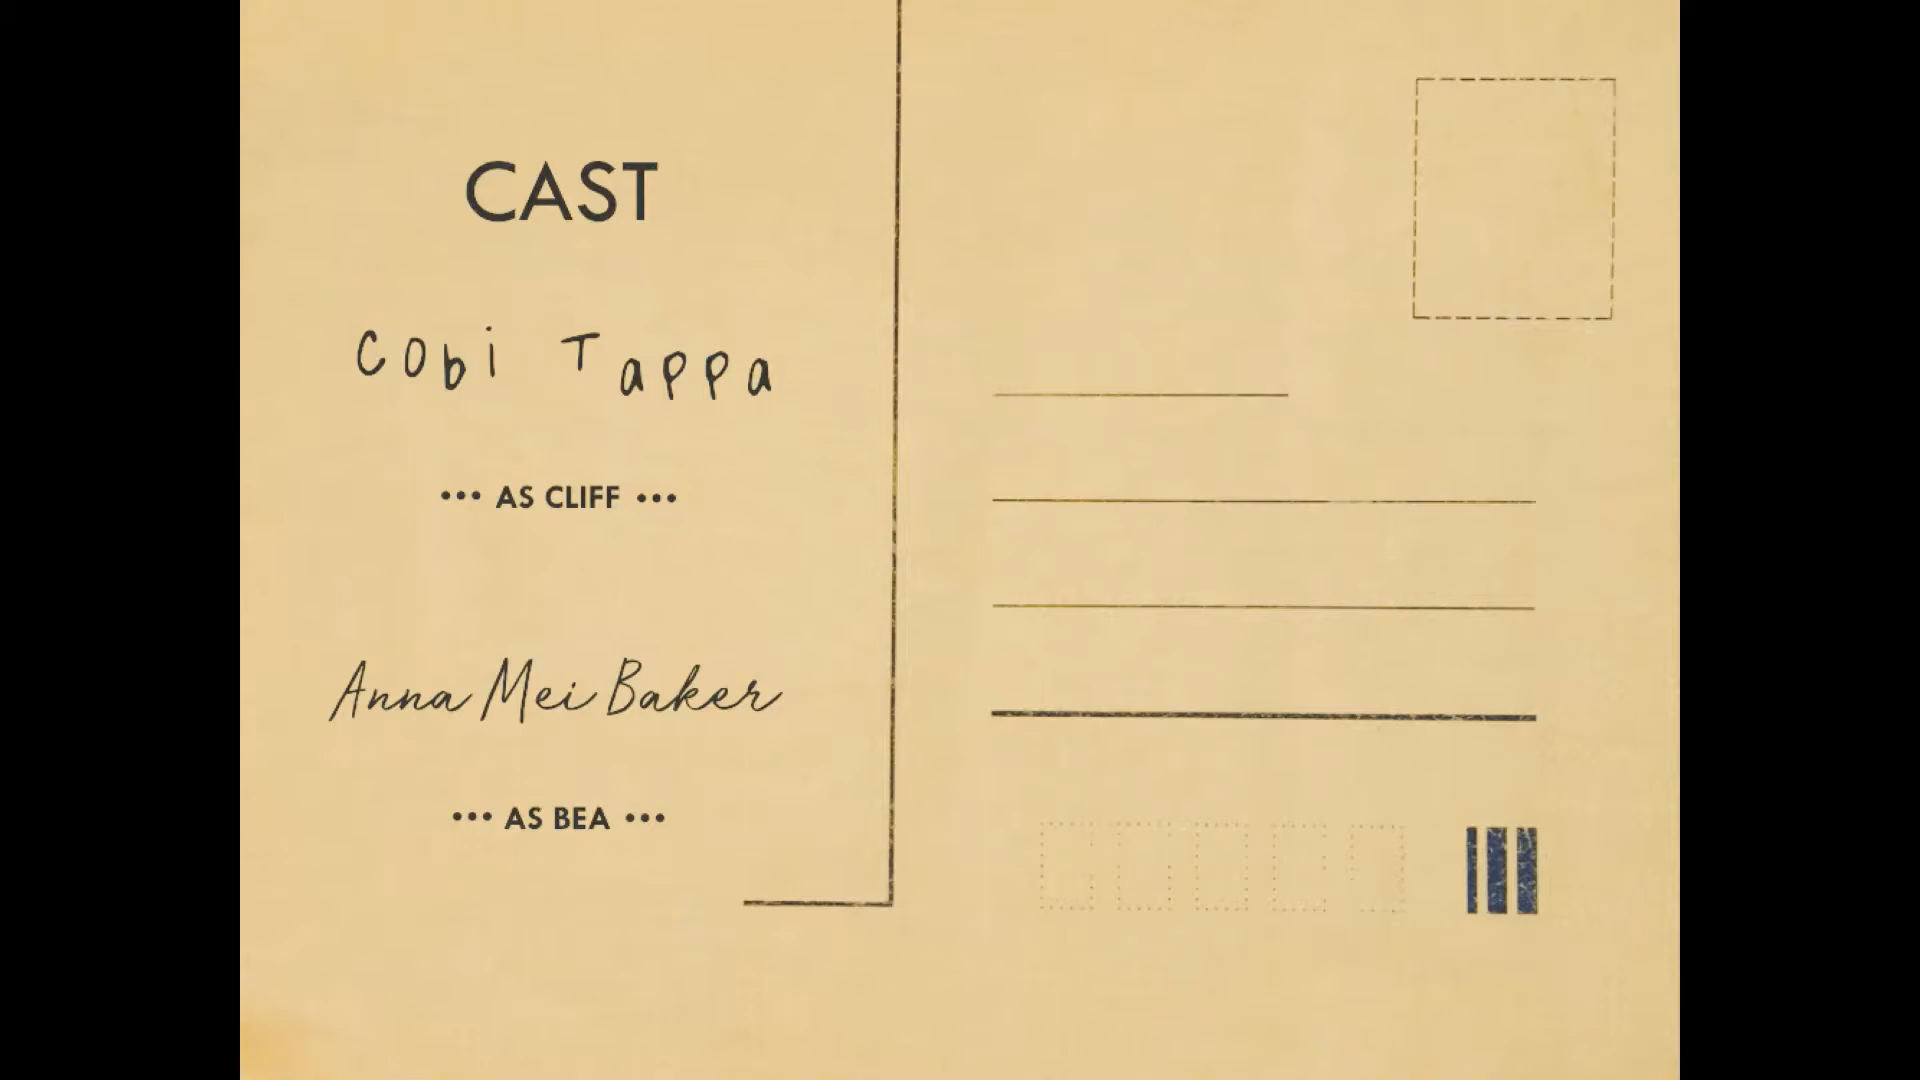 CAST
Cobi Tappa
••• AS CLIFF •••
Anna Mei Baker
••• AS BEA •••